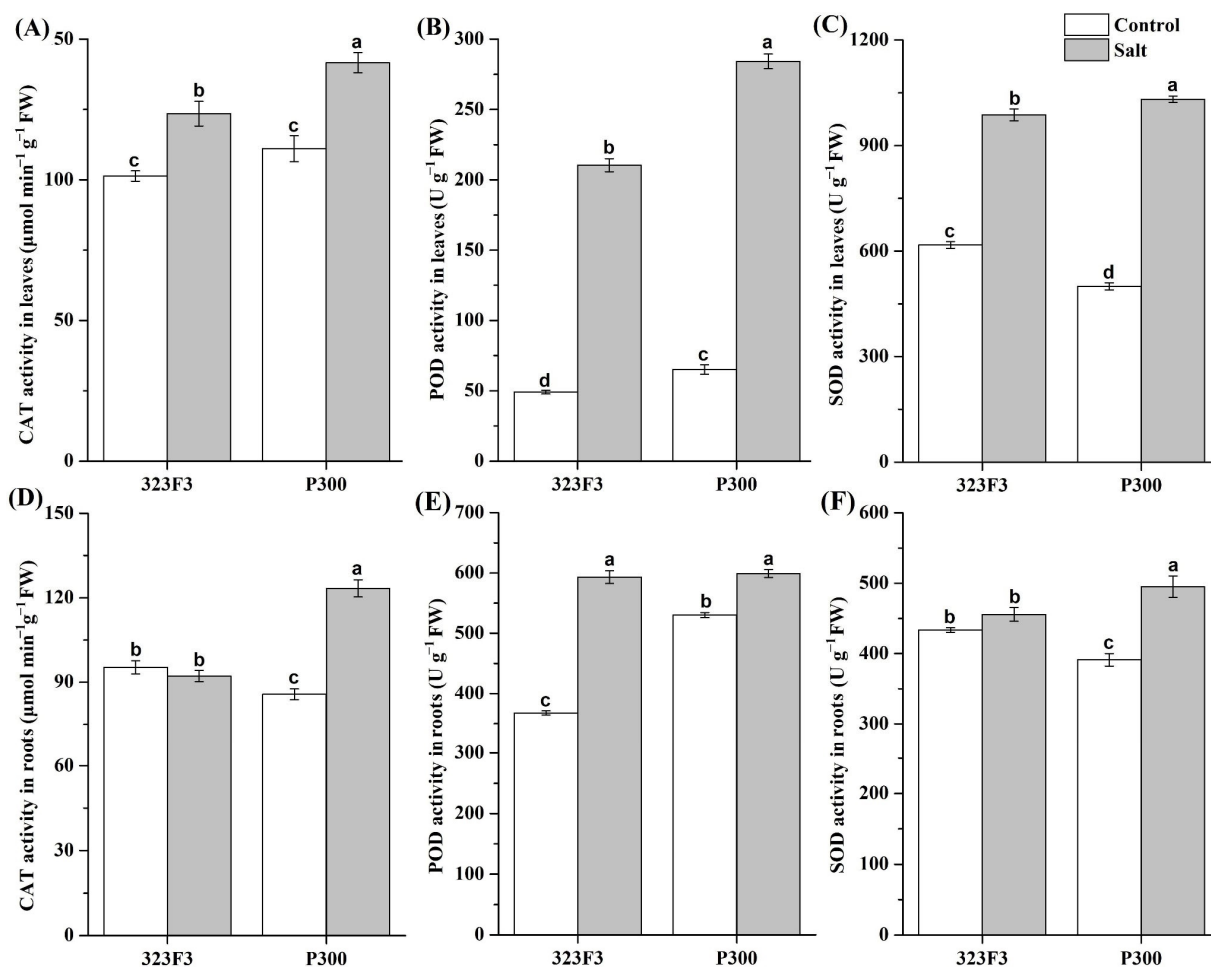 (A)
CAT activity in leaves (μmol min⁻¹ g⁻¹ FW)
50
100
50
0
c
b
c
a
323F3
P300
(B)
POD activity in leaves (U g⁻¹ FW)
300
250
200
150
100
50
0
d
b
c
a
323F3
P300
(C)
SOD activity in leaves (U g⁻¹ FW)
1200
900
600
300
0
c
b
d
a
Control
Salt
323F3
P300
(D)
CAT activity in roots (μmol min⁻¹g⁻¹ FW)
150
120
90
60
30
0
b
b
c
a
323F3
P300
(E)
POD activity in roots (U g⁻¹ FW)
700
600
500
400
300
200
100
0
c
a
b
a
323F3
P300
(F)
SOD activity in roots (U g⁻¹ FW)
600
500
400
300
200
100
0
b
b
c
a
323F3
P300